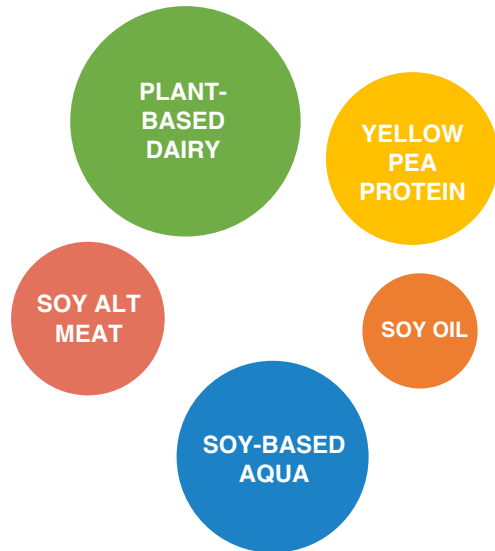 PLANT-
BASED
DAIRY
YELLOW
PEA
PROTEIN
SOY ALT
MEAT
SOY OIL
SOY-BASED
AQUA